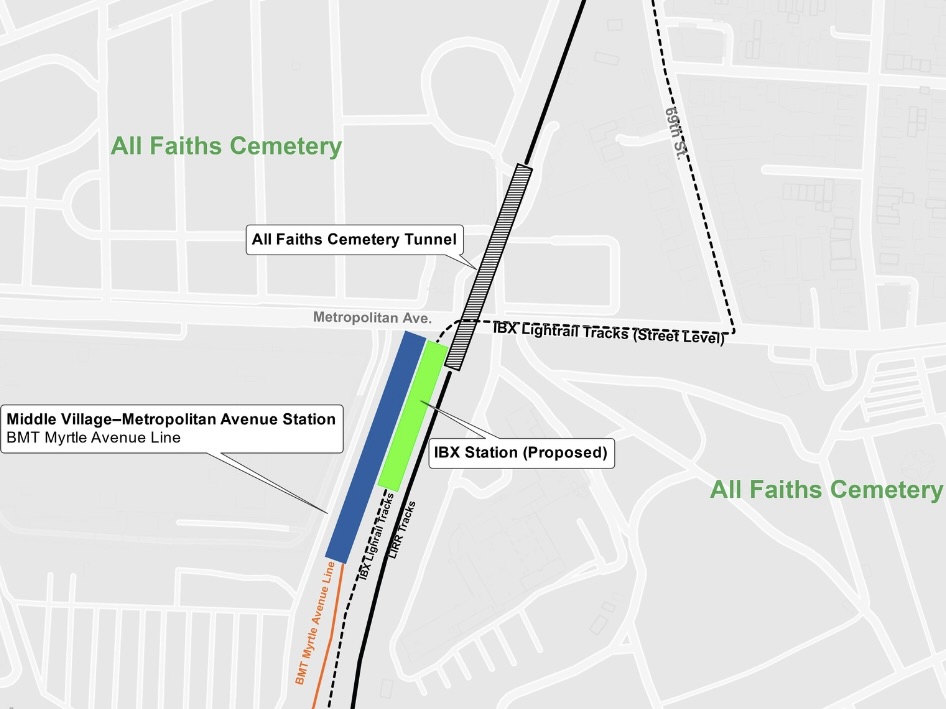 69th St.
All Faiths Cemetery
All Faiths Cemetery Tunnel
Metropolitan Ave.
IBX Lightrail Tracks (Street Level)
Middle Village–Metropolitan Avenue Station
BMT Myrtle Avenue Line
IBX Station (Proposed)
All Faiths Cemetery
IBX Lighrail Tracks
LIRR Tracks
BMT Myrtle Avenue Line